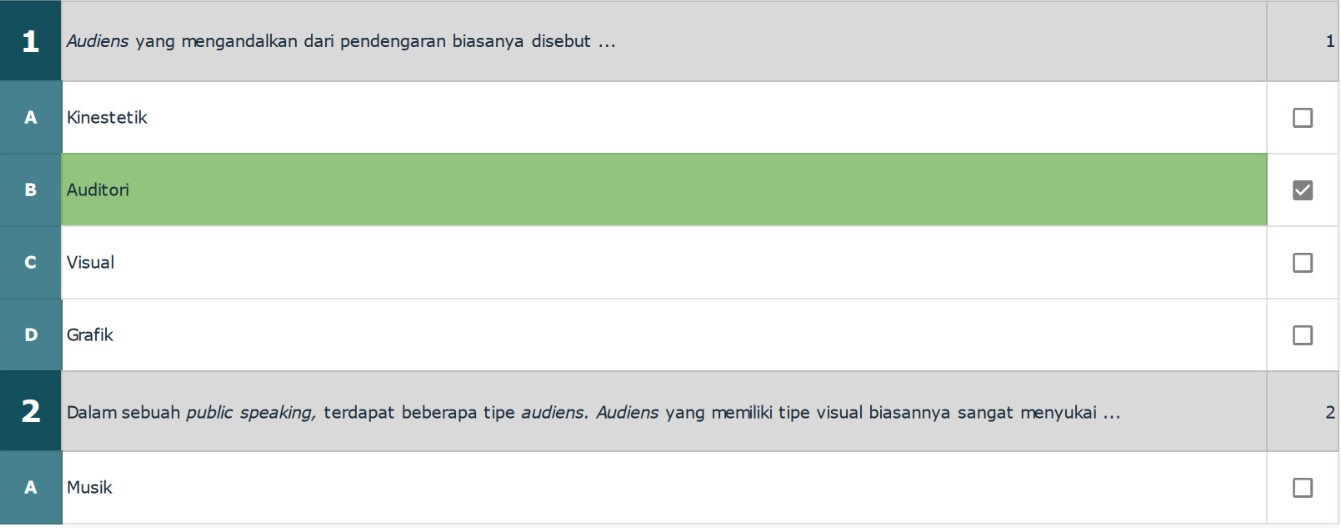 1 Audiens yang mengandalkan dari pendengaran biasanya disebut ... 1
A Kinestetik
B Auditori
C Visual
D Grafik
2 Dalam sebuah public speaking, terdapat beberapa tipe audiens. Audiens yang memiliki tipe visual biasannya sangat menyukai ... 2
A Musik